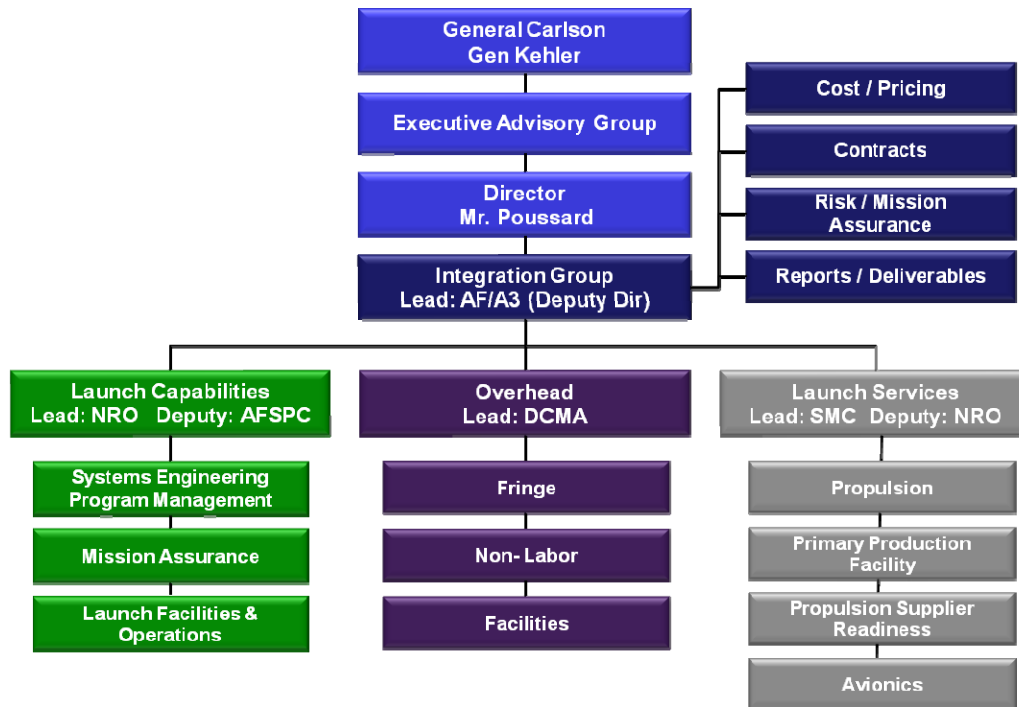 General Carlson
Gen Kehler
Executive Advisory Group
Director
Mr. Poussard
Integration Group
Lead: AF/A3 (Deputy Dir)
Cost / Pricing
Contracts
Risk / Mission
Assurance
Reports / Deliverables
Launch Capabilities
Lead: NRO Deputy: AFSPC
Systems Engineering
Program Management
Mission Assurance
Launch Facilities &
Operations
Overhead
Lead: DCMA
Fringe
Non- Labor
Facilities
Launch Services
Lead: SMC Deputy: NRO
Propulsion
Primary Production
Facility
Propulsion Supplier
Readiness
Avionics